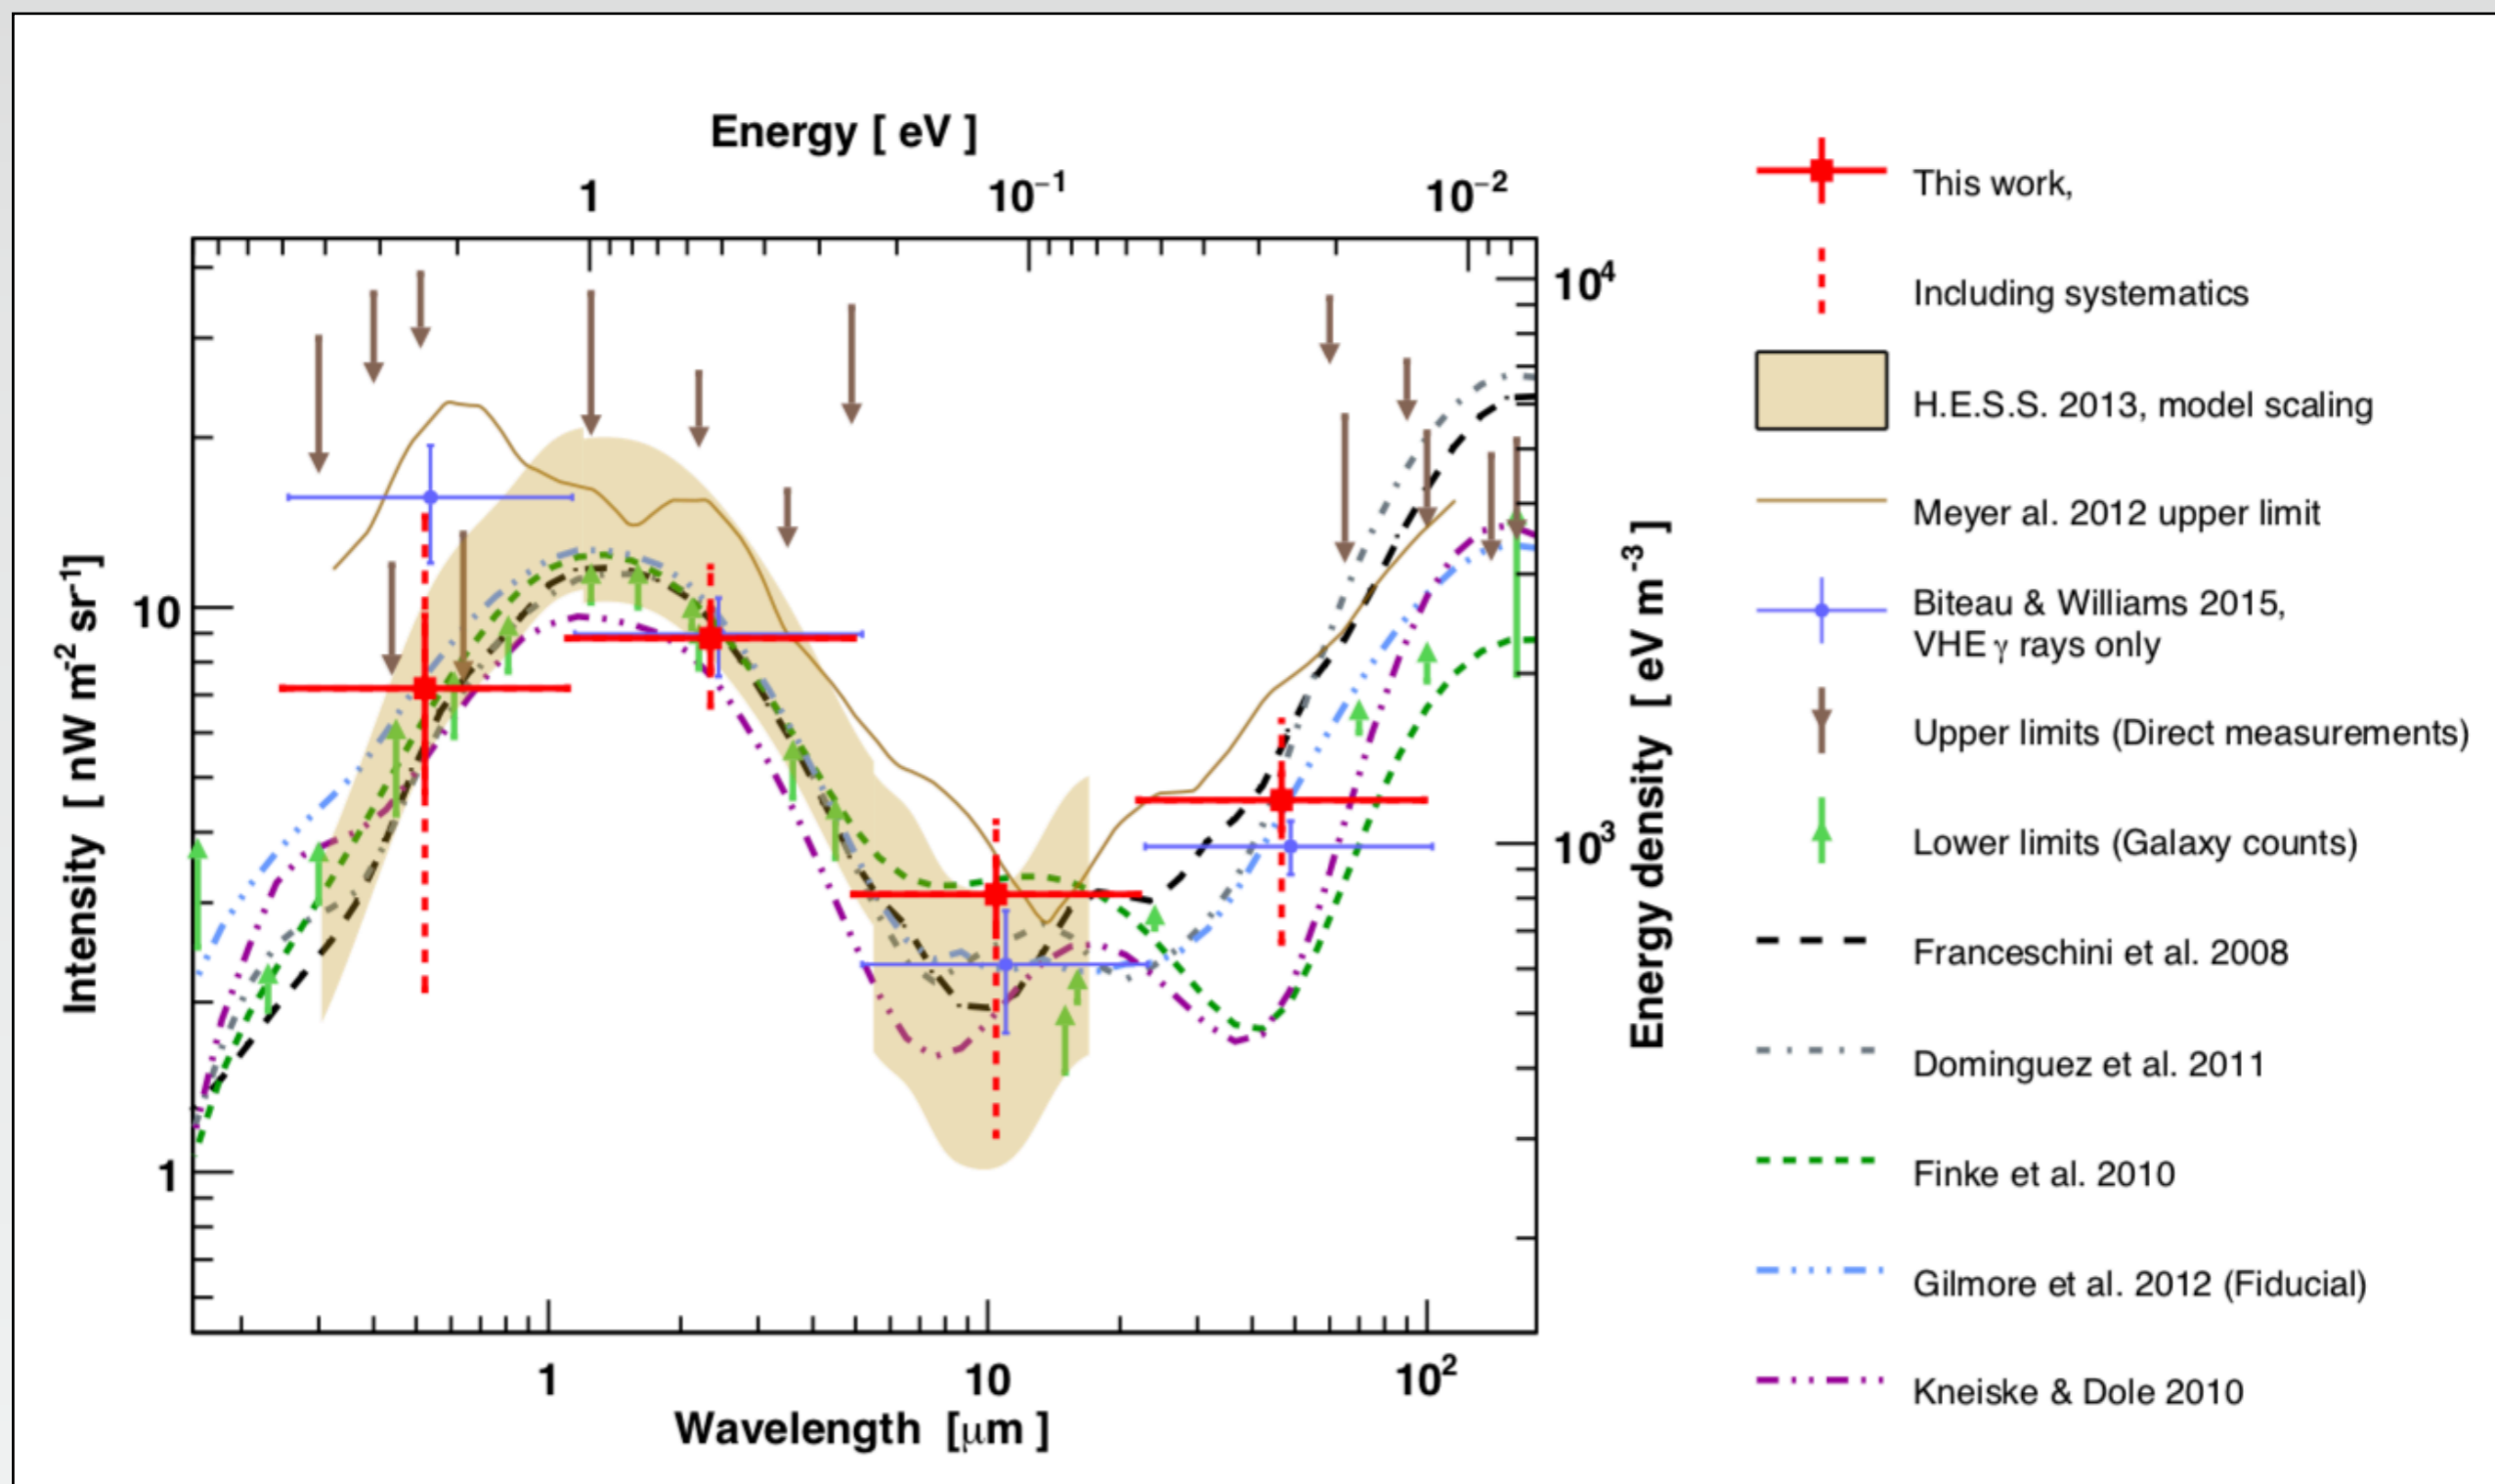 Energy [ eV ]
1
10⁻¹
10⁻²
10
1
Intensity [ nW m⁻² sr⁻¹]
10⁴
10³
Energy density [ eV m⁻³ ]
1
10
10²
Wavelength [μm ]
This work,
Including systematics
H.E.S.S. 2013, model scaling
Meyer al. 2012 upper limit
Biteau & Williams 2015,
VHE γ rays only
Upper limits (Direct measurements)
Lower limits (Galaxy counts)
Franceschini et al. 2008
Dominguez et al. 2011
Finke et al. 2010
Gilmore et al. 2012 (Fiducial)
Kneiske & Dole 2010